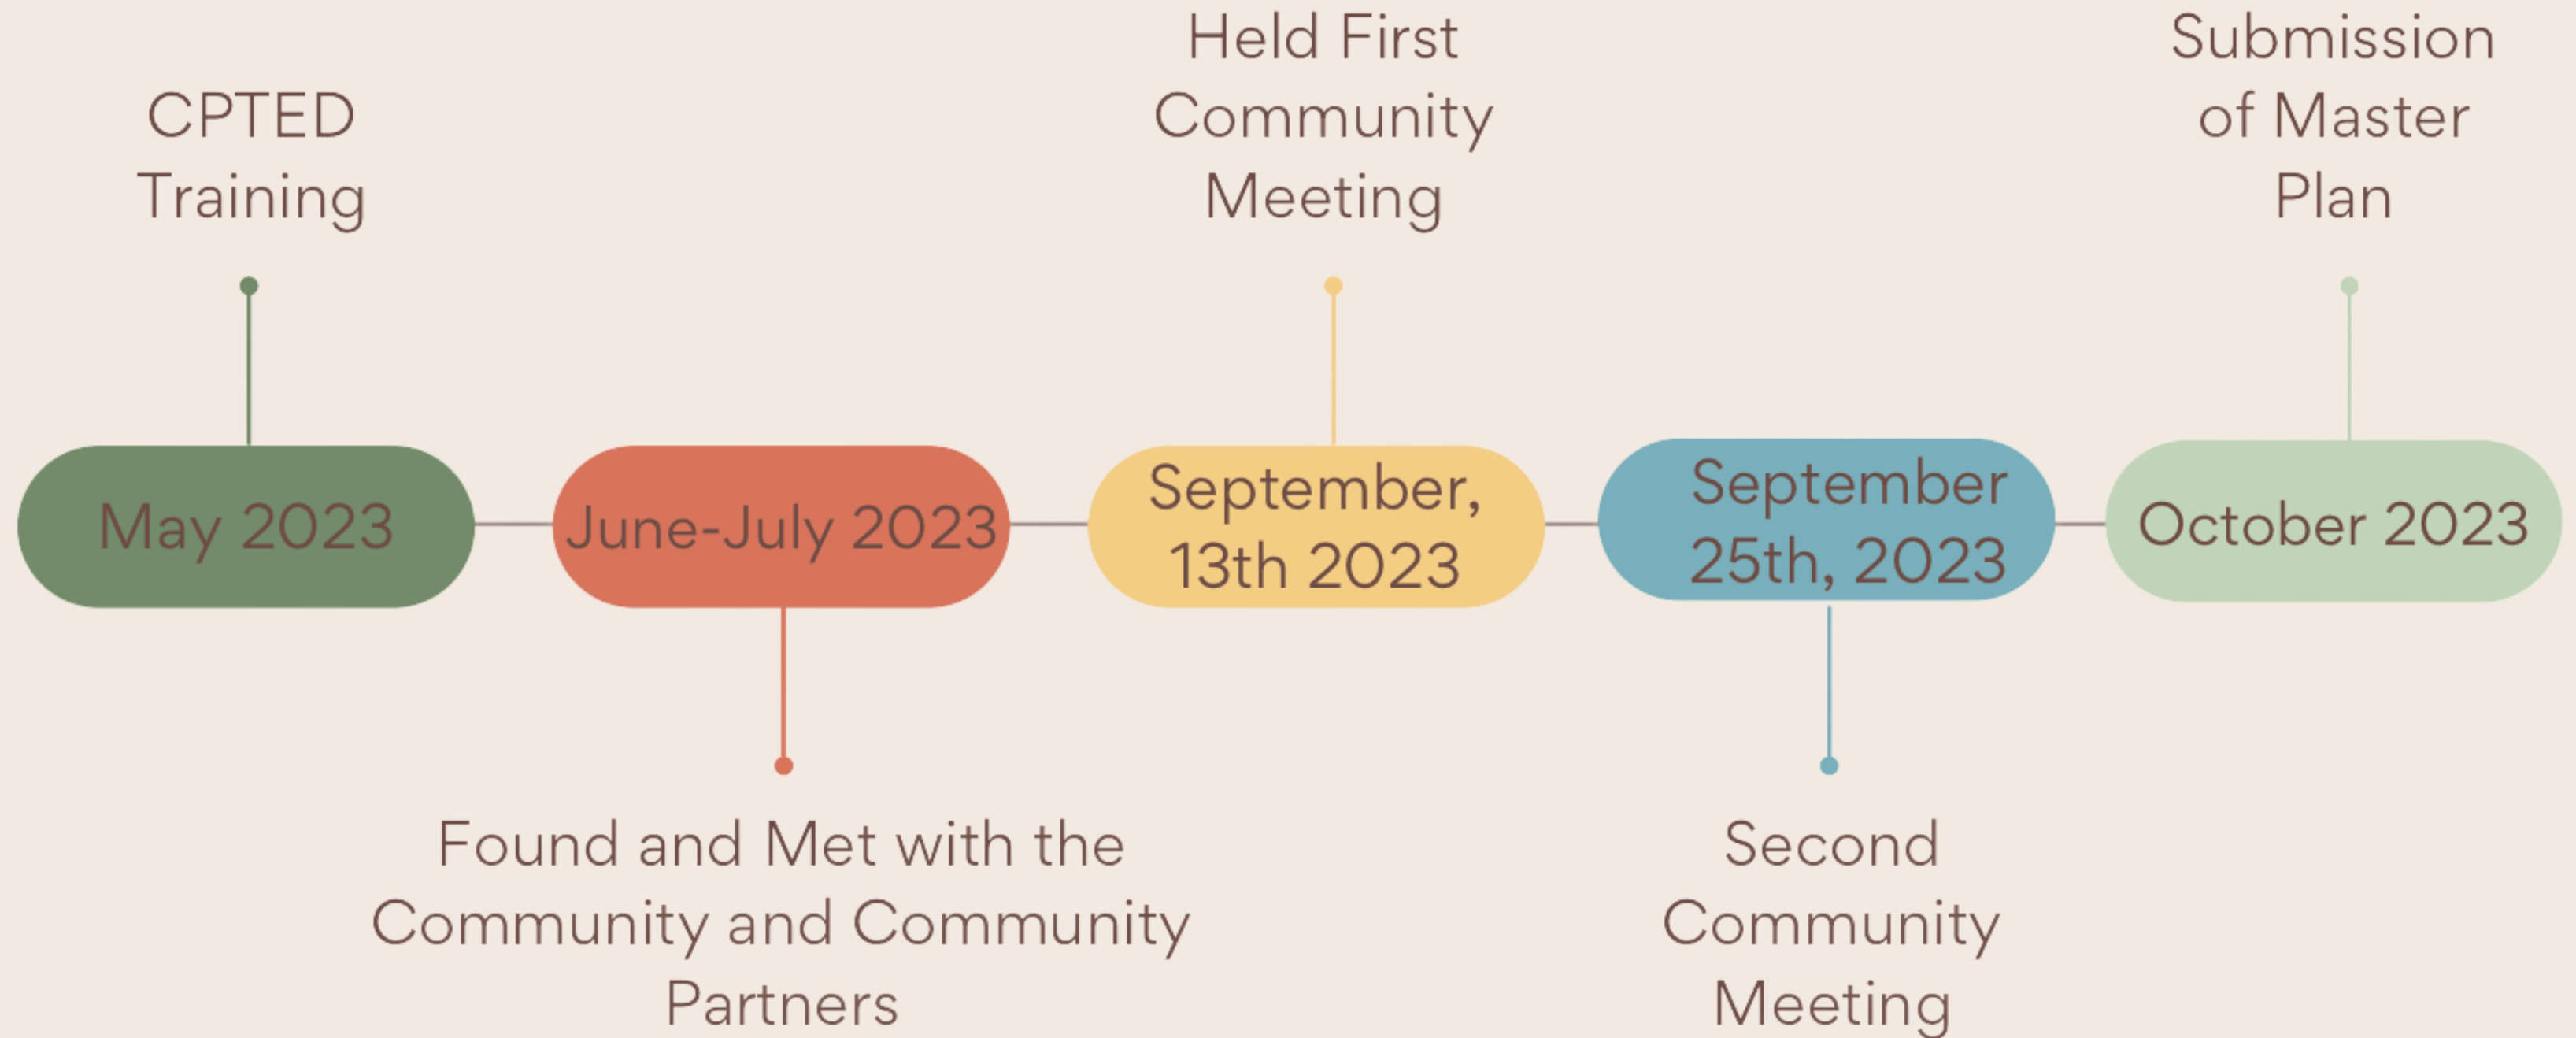 CPTED
Training
May 2023
June-July 2023
Found and Met with the
Community and Community
Partners
Held First
Community
Meeting
September,
13th 2023
September
25th, 2023
Second
Community
Meeting
Submission
of Master
Plan
October 2023